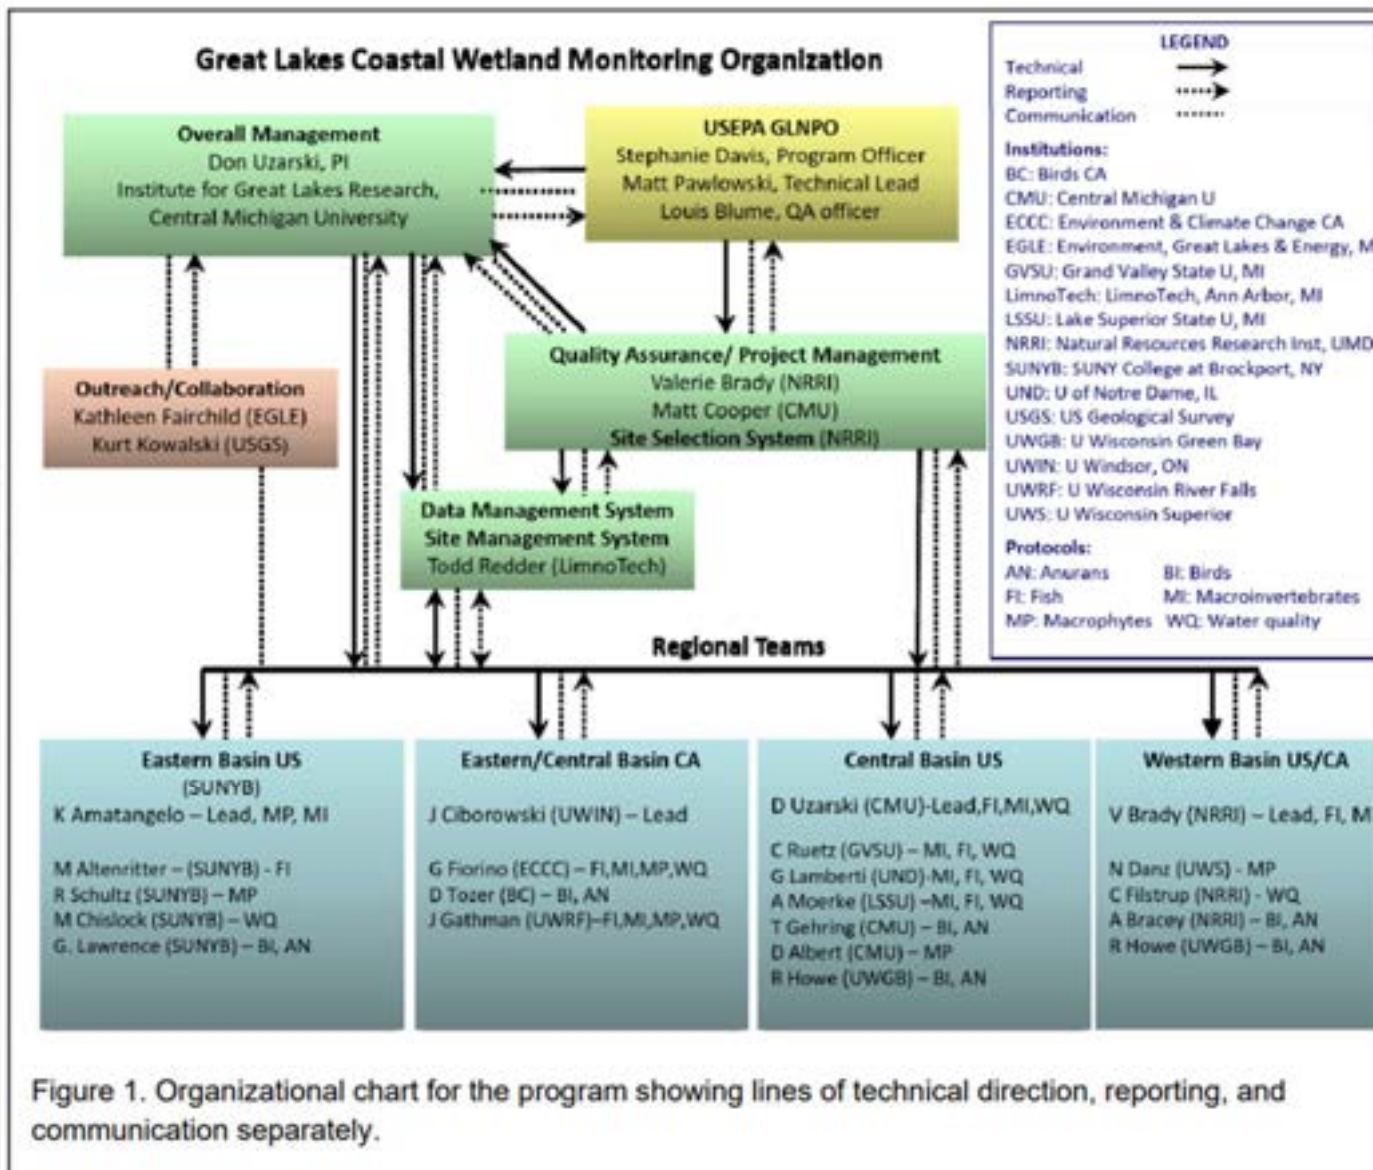 Great Lakes Coastal Wetland Monitoring Organization
Overall Management
Don Uzarski, PI
Institute for Great Lakes Research,
Central Michigan University
USEPA GLNPO
Stephanie Davis, Program Officer
Matt Pawlowski, Technical Lead
Louis Blume, QA officer
LEGEND
Technical
Reporting
Communication
Institutions:
BC: Birds CA
CMU: Central Michigan U
ECCC: Environment & Climate Change CA
EGLE: Environment, Great Lakes & Energy, M
GVSU: Grand Valley State U, MI
LimnoTech: LimnoTech, Ann Arbor, MI
LSSU: Lake Superior State U, MI
NRRI: Natural Resources Research Inst, UMD
SUNYB: SUNY College at Brockport, NY
UND: U of Notre Dame, IL
USGS: US Geological Survey
UWGB: U Wisconsin Green Bay
UWIN: U Windsor, ON
UWRF: U Wisconsin River Falls
UWS: U Wisconsin Superior
Protocols:
AN: Anurans BI: Birds
FI: Fish MI: Macroinvertebrates
MP: Macrophytes WQ: Water quality
Quality Assurance/ Project Management
Valerie Brady (NRRI)
Matt Cooper (CMU)
Site Selection System (NRRI)
Outreach/Collaboration
Kathleen Fairchild (EGLE)
Kurt Kowalski (USGS)
Data Management System
Site Management System
Todd Redder (LimnoTech)
Regional Teams
Eastern Basin US
(SUNYB)
K Amatangelo – Lead, MP, MI
M Altenritter – (SUNYB) - FI
R Schultz (SUNYB) – MP
M Chislock (SUNYB) – WQ
G. Lawrence (SUNYB) – BI, AN
Eastern/Central Basin CA
J Ciborowski (UWIN) – Lead
G Fiorino (ECCC) – FI,MI,MP,WQ
D Tozer (BC) – BI, AN
J Gathman (UWRF)–FI,MI,MP,WQ
Central Basin US
D Uzarski (CMU)-Lead,FI,MI,WQ
C Ruetz (GVSU) – MI, FI, WQ
G Lamberti (UND)-MI, FI, WQ
A Moerke (LSSU) –MI, FI, WQ
T Gehring (CMU) – BI, AN
D Albert (CMU) – MP
R Howe (UWGB) – BI, AN
Western Basin US/CA
V Brady (NRRI) – Lead, FI, M
N Danz (UWS) - MP
C Filstrup (NRRI) - WQ
A Bracey (NRRI) – BI, AN
R Howe (UWGB) – BI, AN
Figure 1. Organizational chart for the program showing lines of technical direction, reporting, and
communication separately.